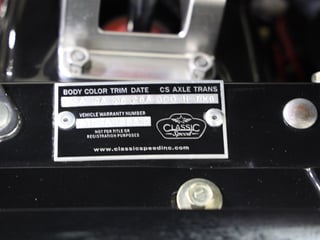 BODY COLOR TRIM DATE CS AXLE TRANS
VEHICLE WARRANTY NUMBER
NOT FOR TITLE OR
REGISTRATION PURPOSES
CLASSIC
Speed
www.classicspeedinc.com